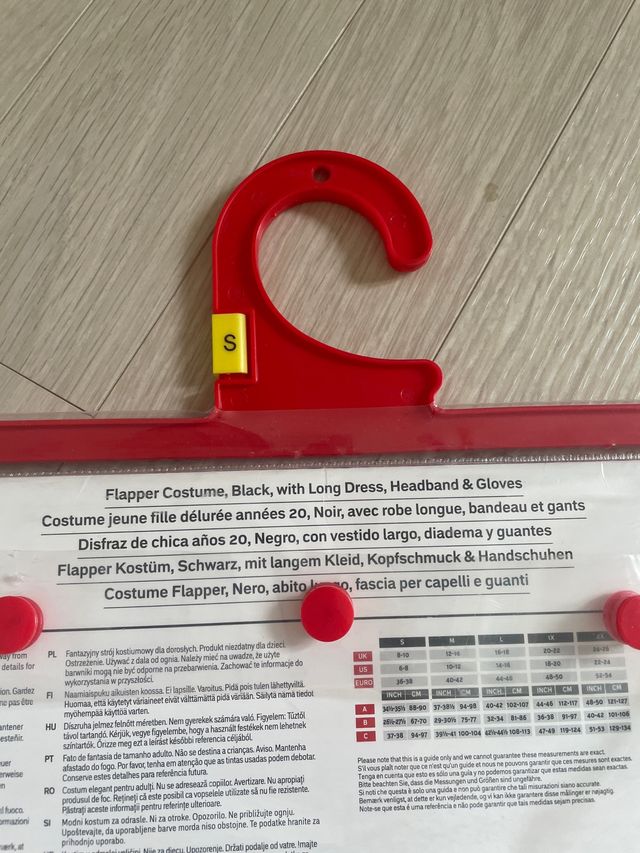 S
Flapper Costume, Black, with Long Dress, Headband & Gloves
Costume jeune fille délurée années 20, Noir, avec robe longue, bandeau et gants
Disfraz de chica años 20, Negro, con vestido largo, diadema y guantes
Flapper Kostüm, Schwarz, mit langem Kleid, Kopfschmuck & Handschuhen
Costume Flapper, Nero, abito fascia per capelli e guanti
away from
details for
Gardez
ne pas être
PL Fantazyjny strój kostiumowy dla dorosłych. Produkt niezdatny dla dzieci.
Ostrzeżenie. Używać z dala od ognia. Należy mieć na uwadze, że użyte
barwniki mogą nie być odporne na przebarwienia. Zachować te informacje do
wykorzystania w przyszłości.
FI Naamiaispuku aikuisten koossa. Ei lapsille. Varoitus. Pidä pois tulen lähettyviltä.
Huomaa, että käytetyt väriaineet eivät välttämättä pidä väriään. Säilytä nämä tiedot
myöhempää käyttöä varten.
HU Díszruha jelmez felnőtt méretben. Nem gyerekek számára való. Figyelem: Tűztől
távol tartandó. Kérjük, vegye figyelembe, hogy a használt festékek nem lehetnek
színtartók. Őrizze meg ezt a leírást későbbi referencia céljából.
PT Fato de fantasia de tamanho adulto. Não se destina a crianças. Aviso. Mantenha
afastado do fogo. Por favor, tenha em atenção que as tintas usadas podem debotar.
Conserve estes detalhes para referência futura.
RO Costum elegant pentru adulți. Nu se adresează copiilor. Avertizare. Nu apropiați
produsul de foc. Rețineți că este posibil ca vopselele utilizate să nu fie rezistente.
Păstrați aceste informații pentru referințele ulterioare.
SI Modni kostum za odrasle. Ni za otroke. Opozorilo. Ne približujte ognju.
Upoštevajte, da uporabljene barve morda niso obstojne. Te podatke hranite za
prihodnjo uporabo.
S M L 1X 2X
UK 8-10 12-14 16-18 20-22 24-26
US 6-8 10-12 14-16 18-20 22-24
EURO 36-38 40-42 44-46 48-50 52-54
INCH CM INCH CM INCH CM INCH CM INCH CM
A 34½-35½ 88-90 37-38½ 94-98 40-42 102-107 44-46 112-117 48-50 121-127
B 26½-27½ 67-70 29-30½ 75-77 32-34 81-86 36-38 91-97 40-42 101-106
C 37-38 94-97 39½-41 100-104 42½-44½ 108-113 47-49 119-124 51-53 129-134
Please note that this is a guide only and we cannot guarantee these measurements are exact.
S'il vous plaît noter que ce n'est qu'un guide et nous ne pouvons garantir que ces mesures sont exactes.
Tenga en cuenta que esto es sólo una guía y no podemos garantizar que estas medidas sean exactas.
Bitte beachten Sie, dass die Messungen und Größen sind ungefähre.
Si noti che questa è solo una guida e non può garantire che tali misurazioni siano accurate.
Bemærk venligst, at dette er kun vejledende, og vi kan ikke garantere disse målinger er nøjagtig.
Note-se que esta é uma referência e não pode garantir que tais medidas sejam precisas.